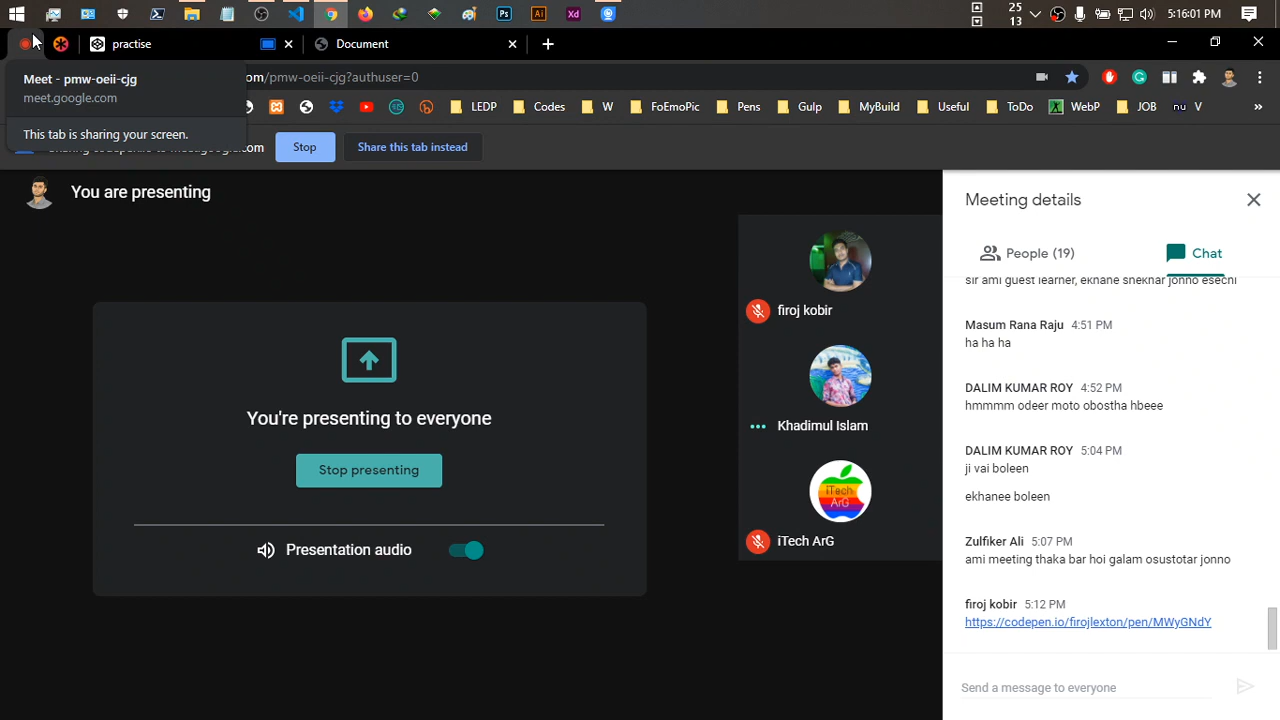 Ps
Ai
Xd
25
13
5:16:01 PM
practise
Document
Meet - pmw-oeii-cjg
meet.google.com
This tab is sharing your screen.
om/pmw-oeii-cjg?authuser=0
LEDP
Codes
W
FoEmoPic
Pens
Gulp
MyBuild
Useful
ToDo
WebP
JOB
nu
V
»
Stop
Share this tab instead
You are presenting
You're presenting to everyone
Stop presenting
Presentation audio
firoj kobir
Khadimul Islam
iTech
ArG
iTech ArG
Meeting details
People (19)
Chat
sir ami guest learner, ekhane shekhar jonno esechi
Masum Rana Raju 4:51 PM
ha ha ha
DALIM KUMAR ROY 4:52 PM
hmmmm odeer moto obostha hbeee
DALIM KUMAR ROY 5:04 PM
ji vai boleen
ekhanee boleen
Zulfiker Ali 5:07 PM
ami meeting thaka bar hoi galam osustotar jonno
firoj kobir 5:12 PM
https://codepen.io/firojlexton/pen/MWyGNdY
Send a message to everyone